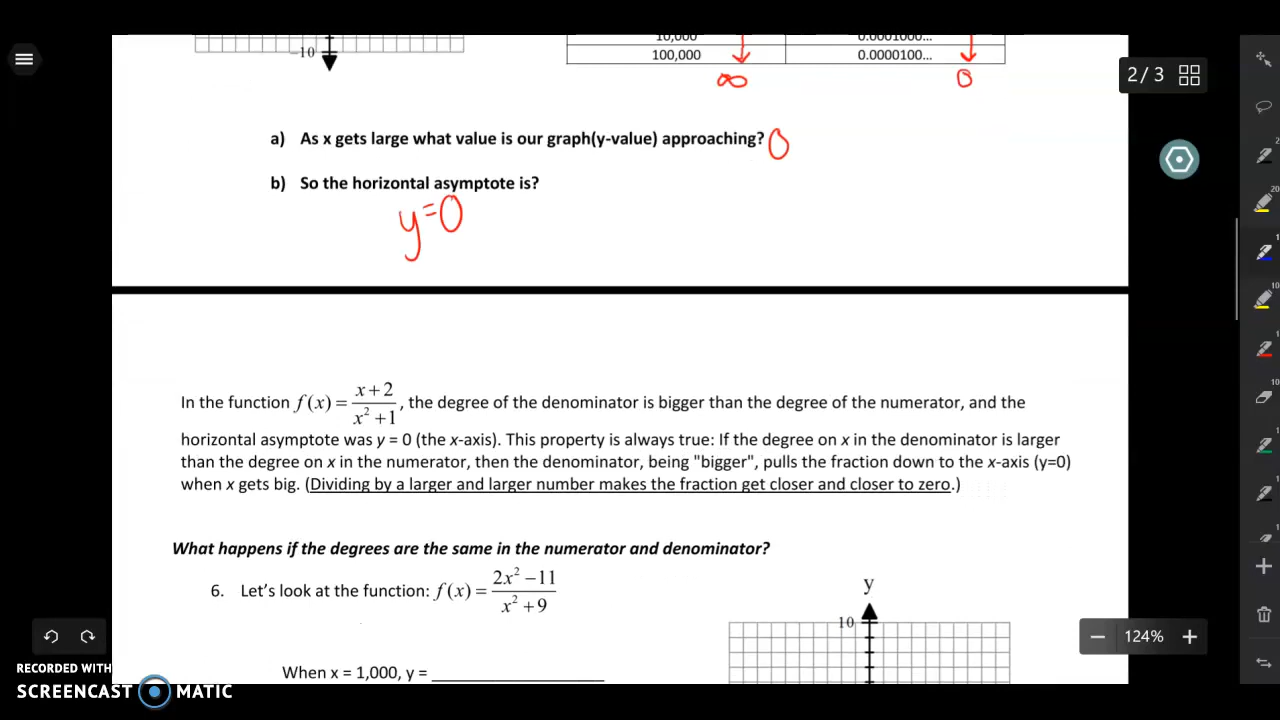 -10
10,000 0.0001000...
100,000 0.0000100...
∞ 0
2 / 3
a) As x gets large what value is our graph(y-value) approaching? 0
b) So the horizontal asymptote is?
y=0
In the function f(x) = (x+2)/(x²+1), the degree of the denominator is bigger than the degree of the numerator, and the
horizontal asymptote was y = 0 (the x-axis). This property is always true: If the degree on x in the denominator is larger
than the degree on x in the numerator, then the denominator, being "bigger", pulls the fraction down to the x-axis (y=0)
when x gets big. (Dividing by a larger and larger number makes the fraction get closer and closer to zero.)
What happens if the degrees are the same in the numerator and denominator?
6. Let's look at the function: f(x) = (2x²−11)/(x²+9)
y
10
When x = 1,000, y = ____________________
124%
RECORDED WITH
SCREENCAST MATIC